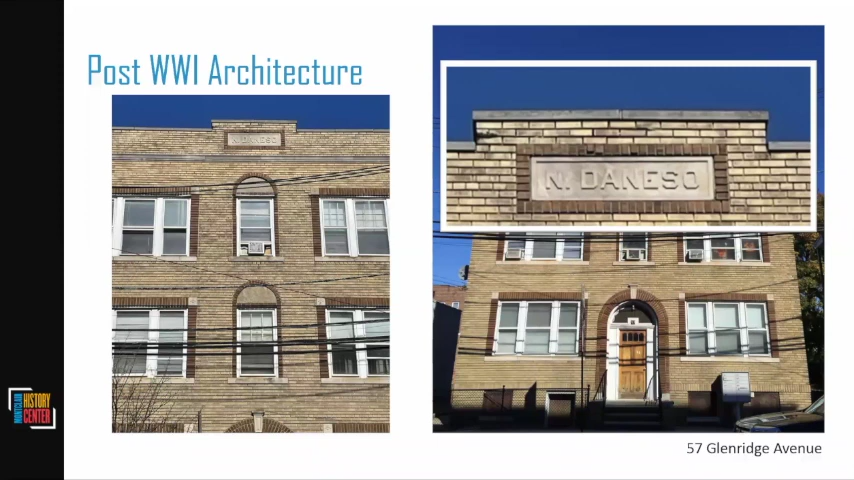 Post WWI Architecture
N. DANESO
N. DANESO
57 Glenridge Avenue
MONTCLAIR
HISTORY
CENTER